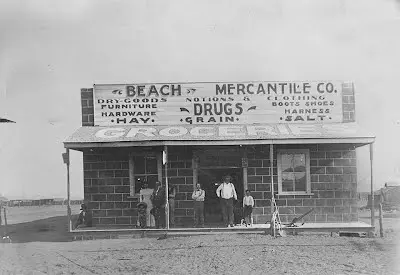 BEACH MERCANTILE CO.
DRY-GOODS NOTIONS & CLOTHING
FURNITURE DRUGS BOOTS SHOES
HARDWARE HARNESS
HAY. GRAIN. SALT.
GROCERIES